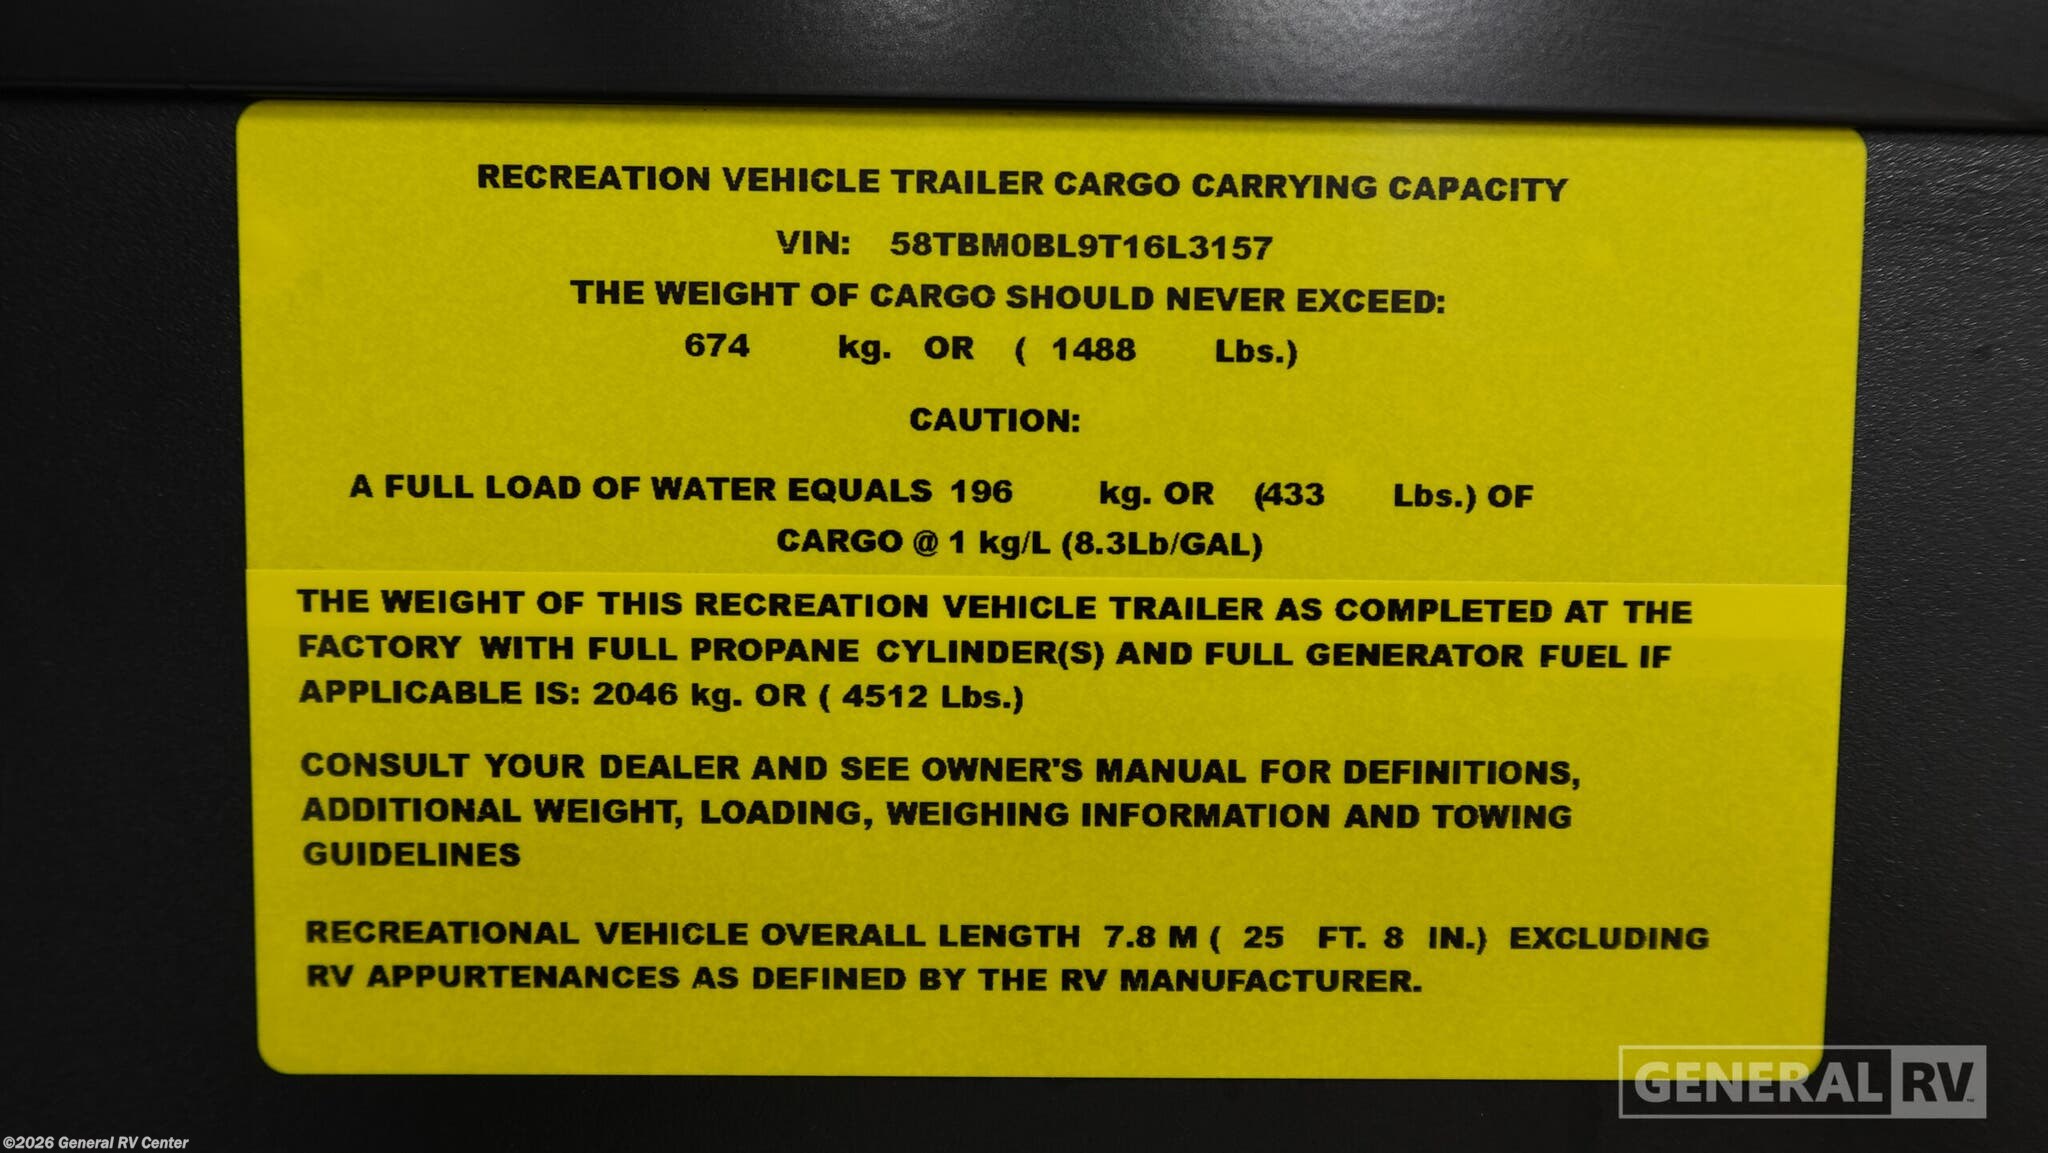 RECREATION VEHICLE TRAILER CARGO CARRYING CAPACITY
VIN: 58TBM0BL9T16L3157
THE WEIGHT OF CARGO SHOULD NEVER EXCEED:
674 kg. OR ( 1488 Lbs.)
CAUTION:
A FULL LOAD OF WATER EQUALS 196 kg. OR (433 Lbs.) OF
CARGO @ 1 kg/L (8.3Lb/GAL)
THE WEIGHT OF THIS RECREATION VEHICLE TRAILER AS COMPLETED AT THE
FACTORY WITH FULL PROPANE CYLINDER(S) AND FULL GENERATOR FUEL IF
APPLICABLE IS: 2046 kg. OR ( 4512 Lbs.)
CONSULT YOUR DEALER AND SEE OWNER'S MANUAL FOR DEFINITIONS,
ADDITIONAL WEIGHT, LOADING, WEIGHING INFORMATION AND TOWING
GUIDELINES
RECREATIONAL VEHICLE OVERALL LENGTH 7.8 M ( 25 FT. 8 IN.) EXCLUDING
RV APPURTENANCES AS DEFINED BY THE RV MANUFACTURER.
GENERAL RV
©2026 General RV Center